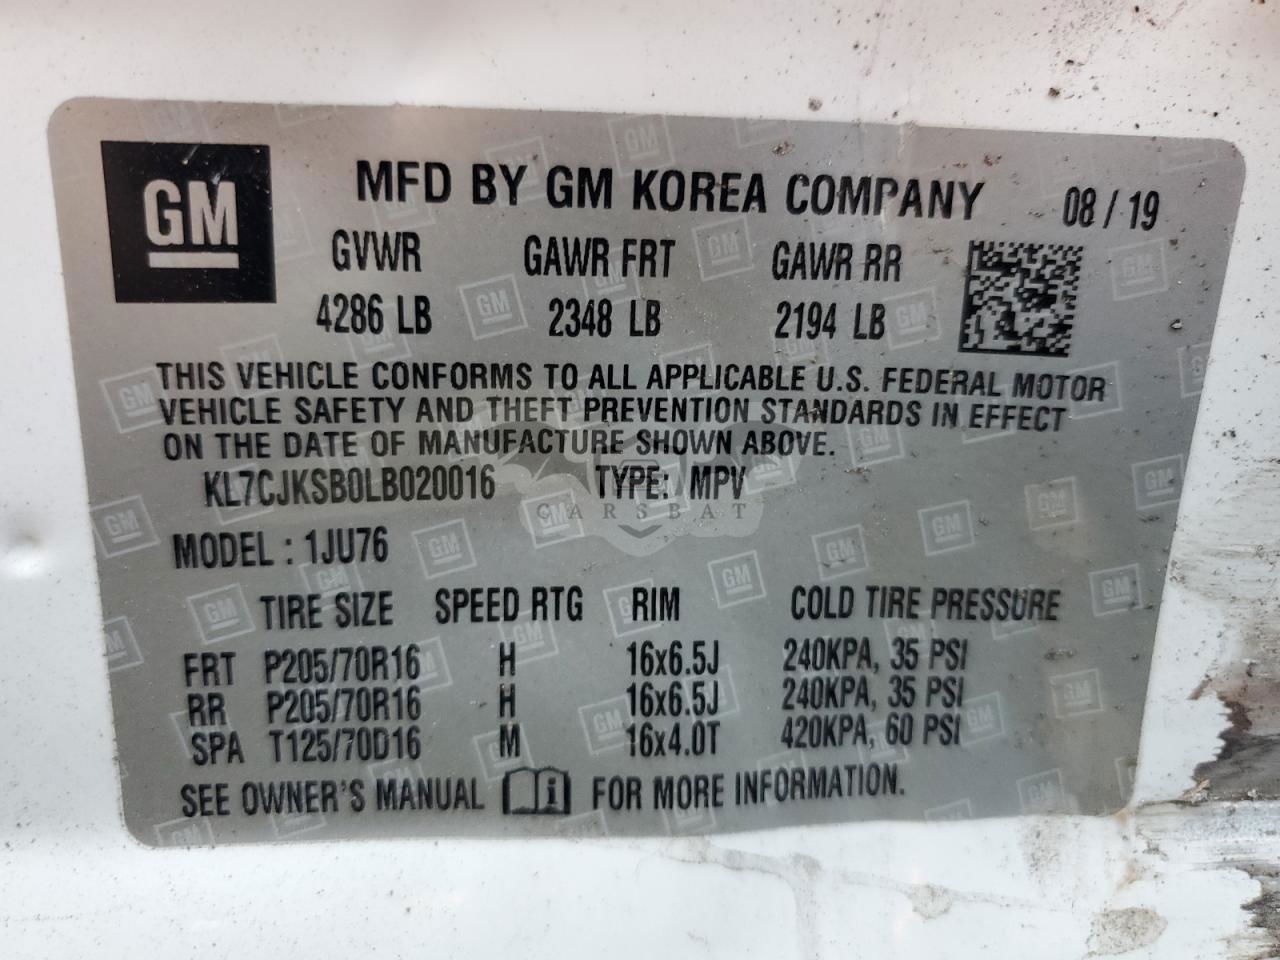 GM MFD BY GM KOREA COMPANY 08 / 19
GVWR GAWR FRT GAWR RR
4286 LB 2348 LB 2194 LB
THIS VEHICLE CONFORMS TO ALL APPLICABLE U.S. FEDERAL MOTOR
VEHICLE SAFETY AND THEFT PREVENTION STANDARDS IN EFFECT
ON THE DATE OF MANUFACTURE SHOWN ABOVE.
KL7CJKSB0LB020016 TYPE: MPV
CARSBAT
MODEL : 1JU76
TIRE SIZE SPEED RTG RIM COLD TIRE PRESSURE
FRT P205/70R16 H 16x6.5J 240KPA, 35 PSI
RR P205/70R16 H 16x6.5J 240KPA, 35 PSI
SPA T125/70D16 M 16x4.0T 420KPA, 60 PSI
SEE OWNER'S MANUAL i FOR MORE INFORMATION.